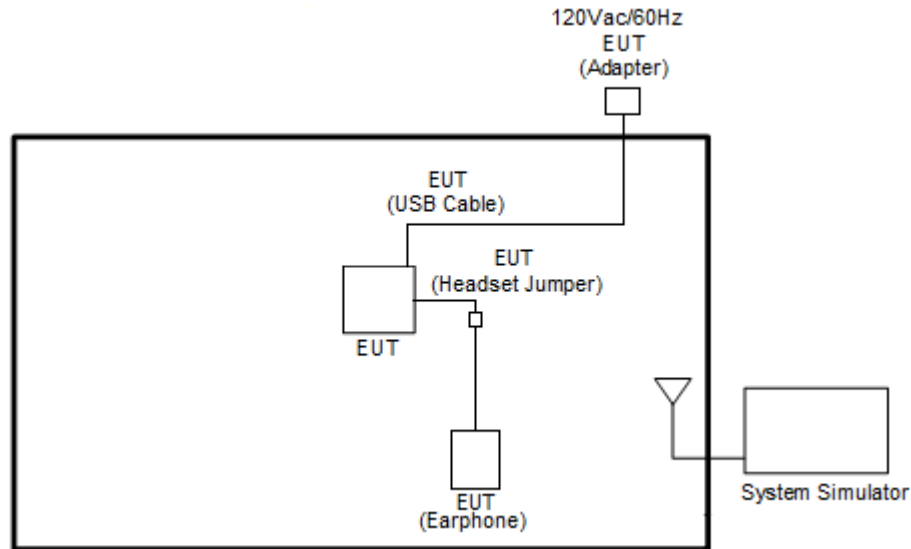 120Vac/60Hz
EUT
(Adapter)
EUT
(USB Cable)
EUT
(Headset Jumper)
EUT
EUT
(Earphone)
System Simulator